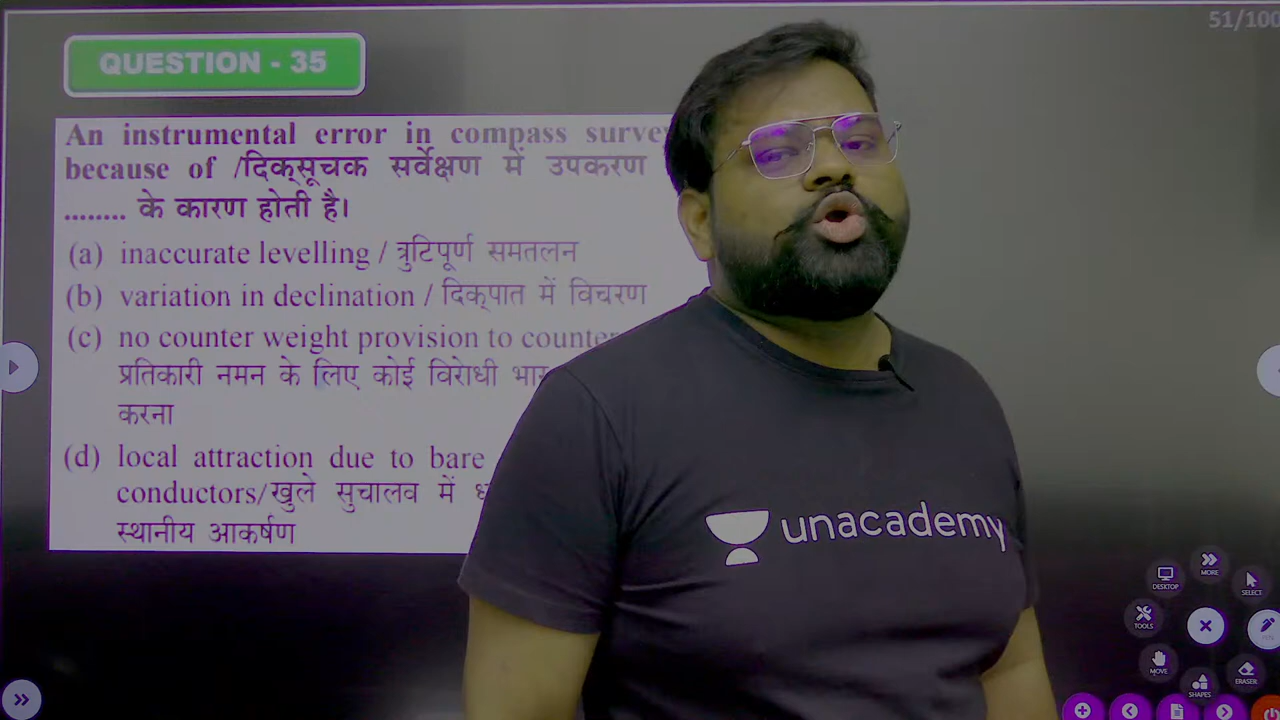 51/100
QUESTION - 35
An instrumental error in compass survey
because of /दिक्सूचक सर्वेक्षण में उपकरण
........ के कारण होती है।
(a) inaccurate levelling / त्रुटिपूर्ण समतलन
(b) variation in declination / दिक्पात में विचरण
(c) no counter weight provision to counter
प्रतिकारी नमन के लिए कोई विरोधी भार
करना
(d) local attraction due to bare
conductors/खुले सुचालव में
स्थानीय आकर्षण
unacademy
MORE
DESKTOP
SELECT
TOOLS
MOVE
ERASER
SHAPES